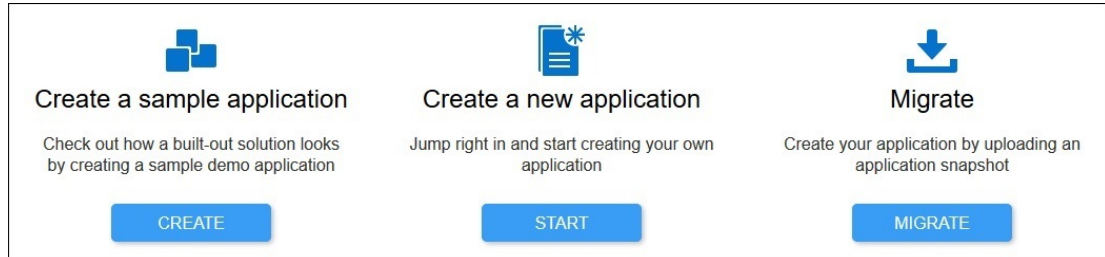 Create a sample application
Check out how a built-out solution looks
by creating a sample demo application
CREATE
Create a new application
Jump right in and start creating your own
application
START
Migrate
Create your application by uploading an
application snapshot
MIGRATE